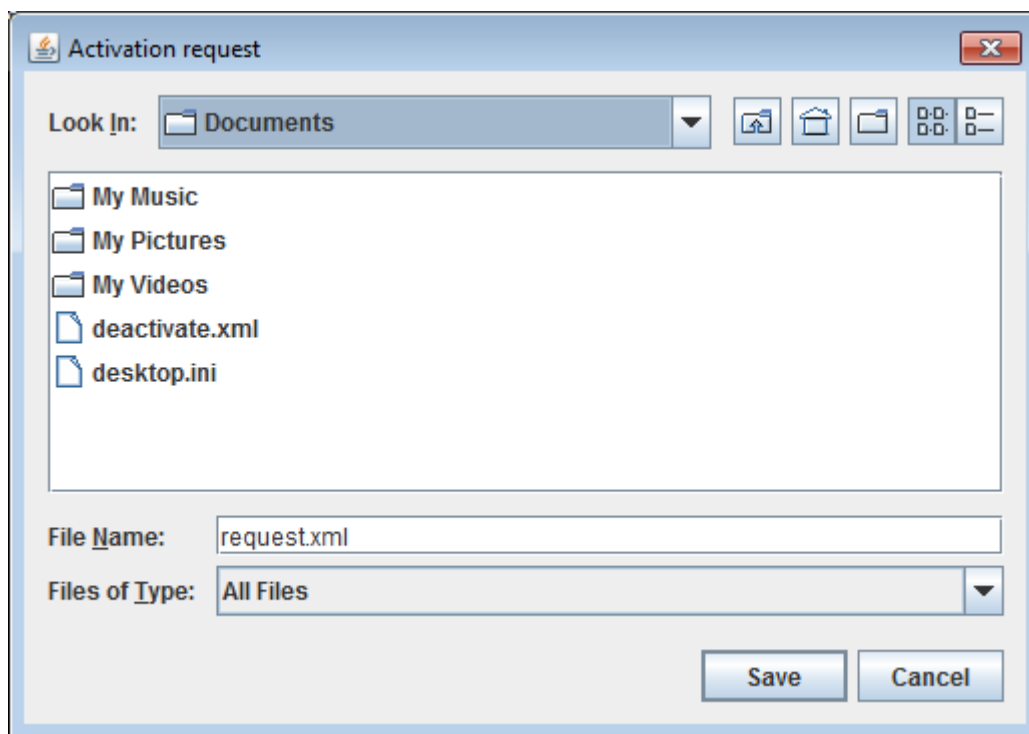 Activation request
Look In: Documents
My Music
My Pictures
My Videos
deactivate.xml
desktop.ini
File Name: request.xml
Files of Type: All Files
Save Cancel